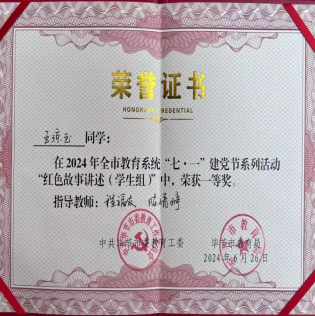 荣誉证书
HONORARY CREDENTIAL
同学:
在2024年全市教育系统“七·一”建党节系列活动
“红色故事讲述(学生组)”中,荣获一等奖。
指导教师:
中共毕节市委教育工委 毕节市教育局
2024年6月26日